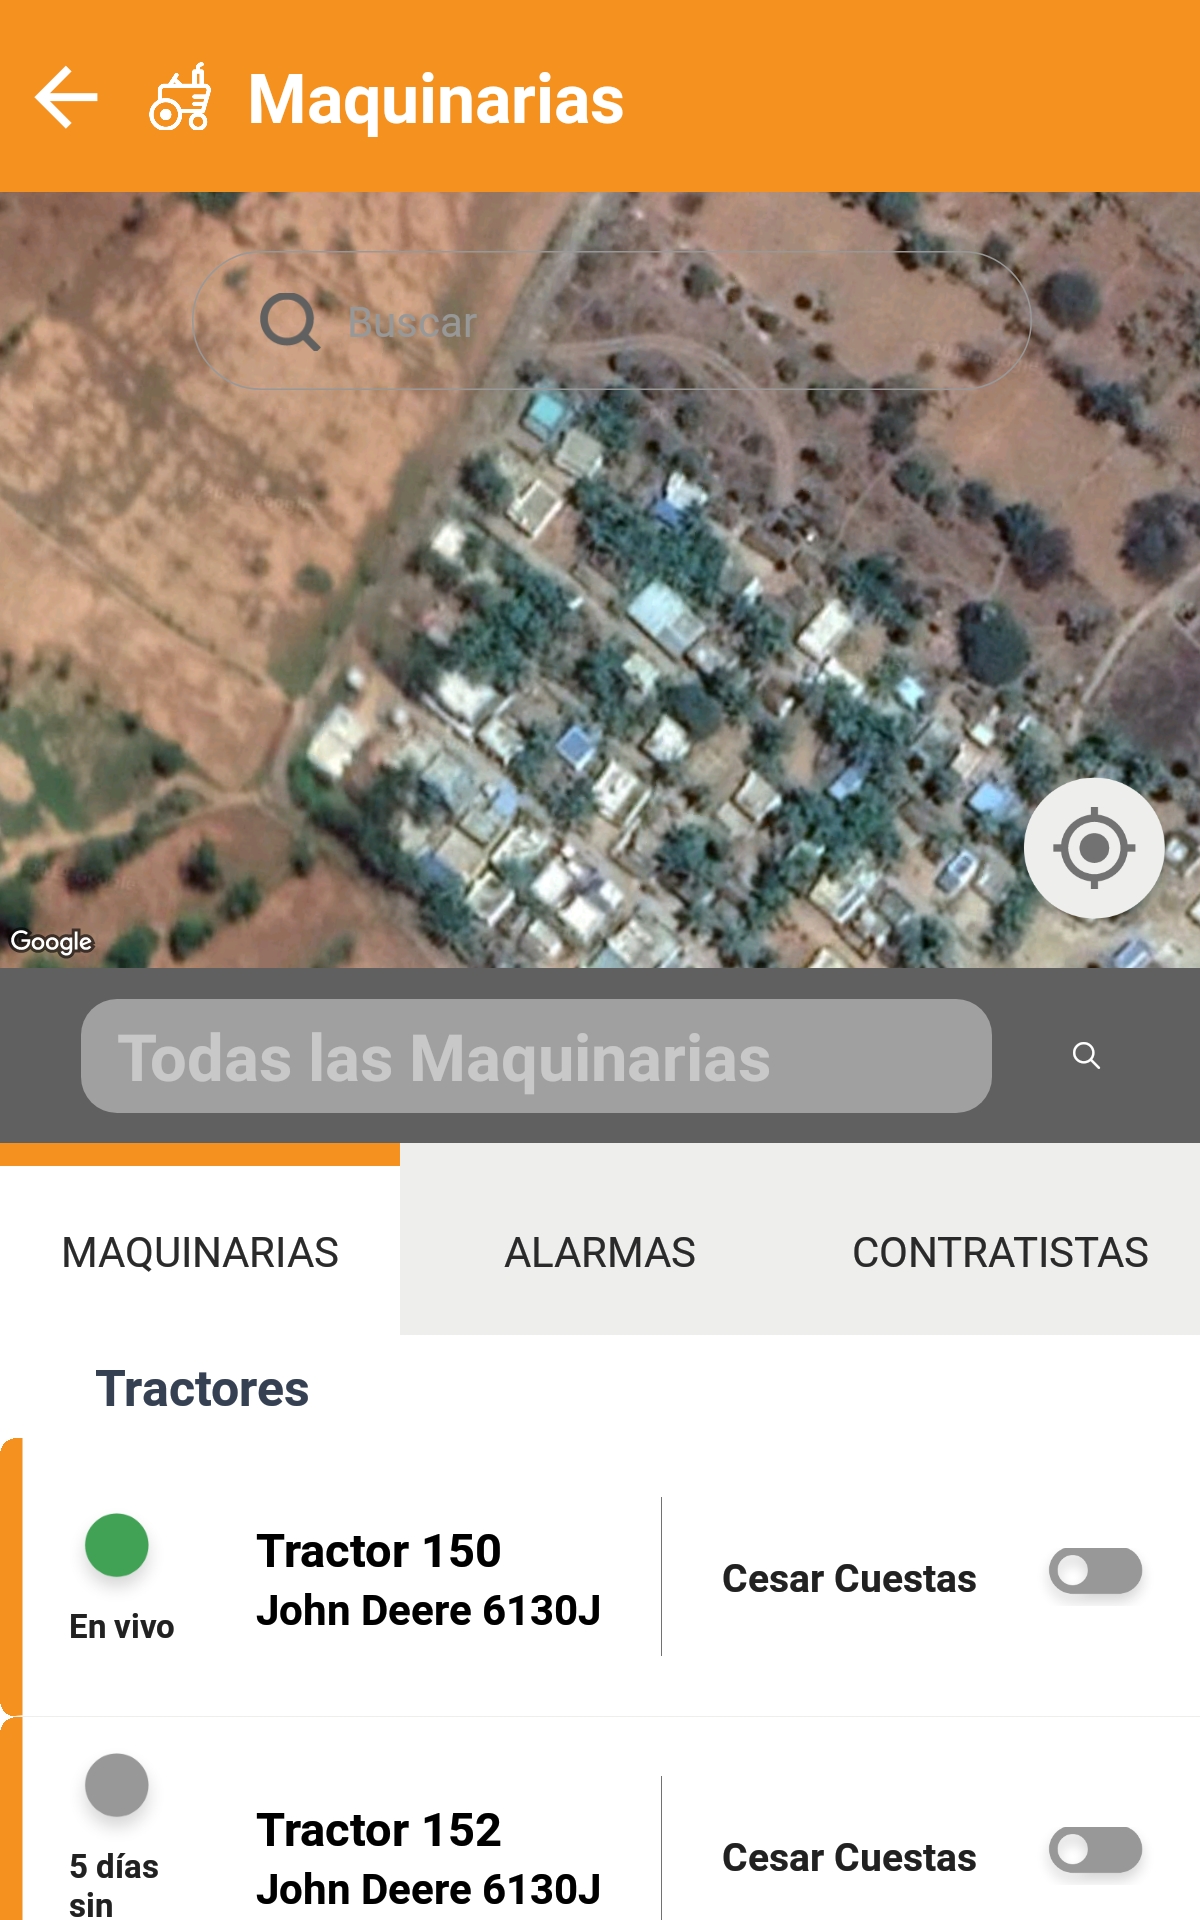 Maquinarias
Buscar
Google
Todas las Maquinarias
MAQUINARIAS
ALARMAS
CONTRATISTAS
Tractores
En vivo
Tractor 150
John Deere 6130J
Cesar Cuestas
5 días
sin
Tractor 152
John Deere 6130J
Cesar Cuestas